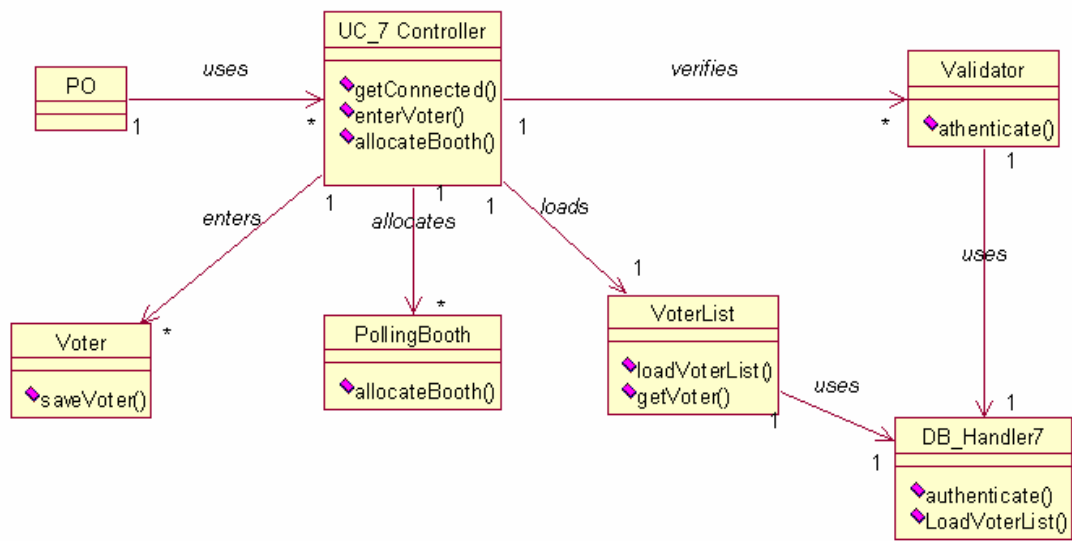 UC_7 Controller
getConnected()
enterVoter()
allocateBooth()
PO
uses
1
*
verifies
1
*
Validator
athenticate()
1
uses
1
enters
1
*
allocates
1
*
loads
1
1
Voter
saveVoter()
PollingBooth
allocateBooth()
VoterList
loadVoterList()
getVoter()
uses
1
1
DB_Handler7
authenticate()
LoadVoterList()